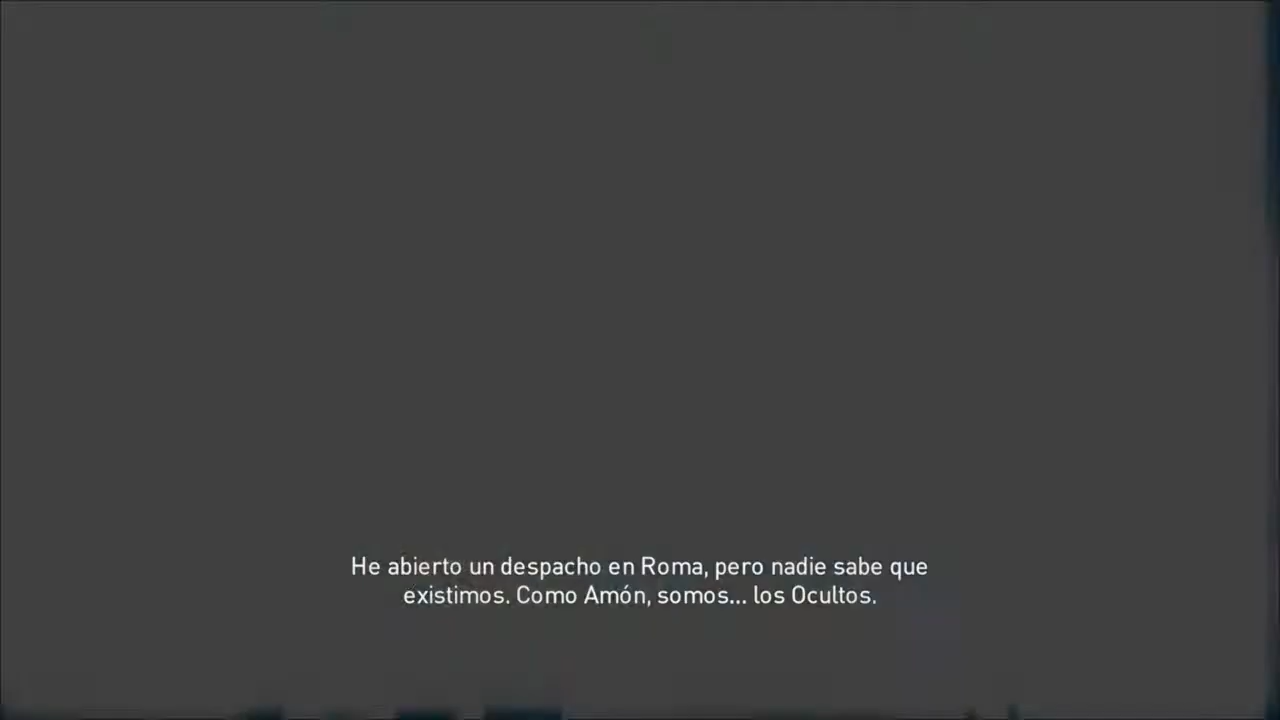 He abierto un despacho en Roma, pero nadie sabe que
existimos. Como Amón, somos... los Ocultos.